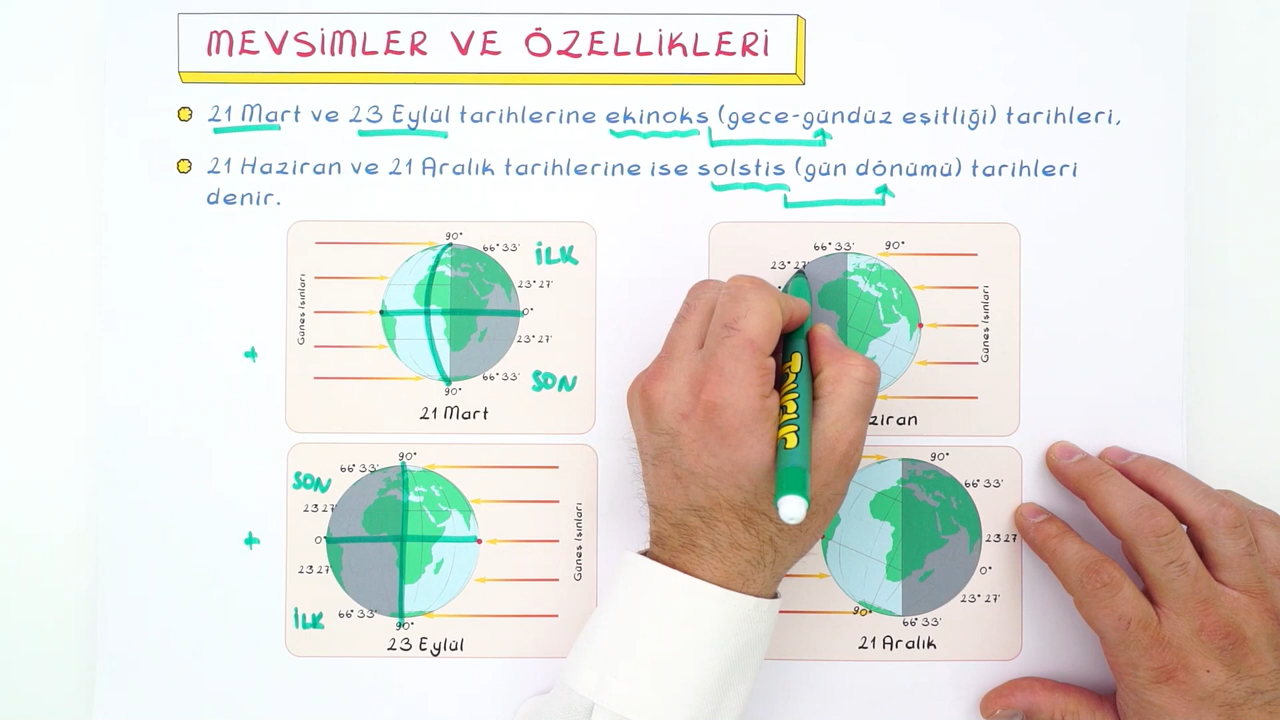 MEVSİMLER VE ÖZELLİKLERİ
21 Mart ve 23 Eylül tarihlerine ekinoks (gece-gündüz eşitliği) tarihleri,
21 Haziran ve 21 Aralık tarihlerine ise solstis (gün dönümü) tarihleri
denir.
90°
66° 33'
İLK
23° 27'
Güneş Işınları
0°
23° 27'
66° 33'
SON
90°
21 Mart
66° 33'
90°
23° 27'
Güneş Işınları
ziran
90°
66° 33'
SON
23 27'
0°
Güneş Işınları
23 27'
İLK
66° 33'
90°
23 Eylül
90°
66° 33'
23 27'
0°
23° 27'
90°
66° 33'
21 Aralık